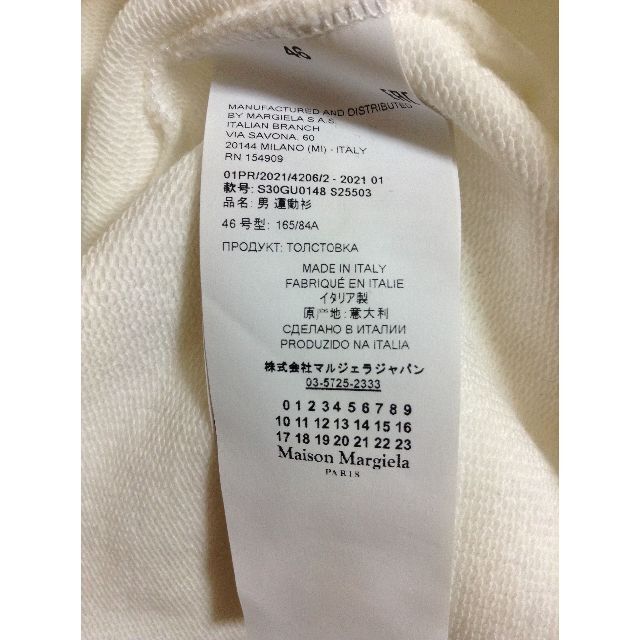 46
EAC
MANUFACTURED AND DISTRIBUTED
BY MARGIELA S.A.S.
ITALIAN BRANCH
VIA SAVONA. 60
20144 MILANO (MI) - ITALY
RN 154909
01PR/2021/4206/2 - 2021 01
款号: S30GU0148 S25503
品名: 男 運動衫
46 号型: 165/84A
ПРОДУКТ: ТОЛСТОВКА
MADE IN ITALY
FABRIQUÉ EN ITALIE
イタリア製
原产地: 意大利
СДЕЛАНО В ИТАЛИИ
PRODUZIDO NA ITALIA
株式会社マルジェラジャパン
03-5725-2333
0 1 2 3 4 5 6 7 8 9
10 11 12 13 14 15 16
17 18 19 20 21 22 23
Maison Margiela
PARIS